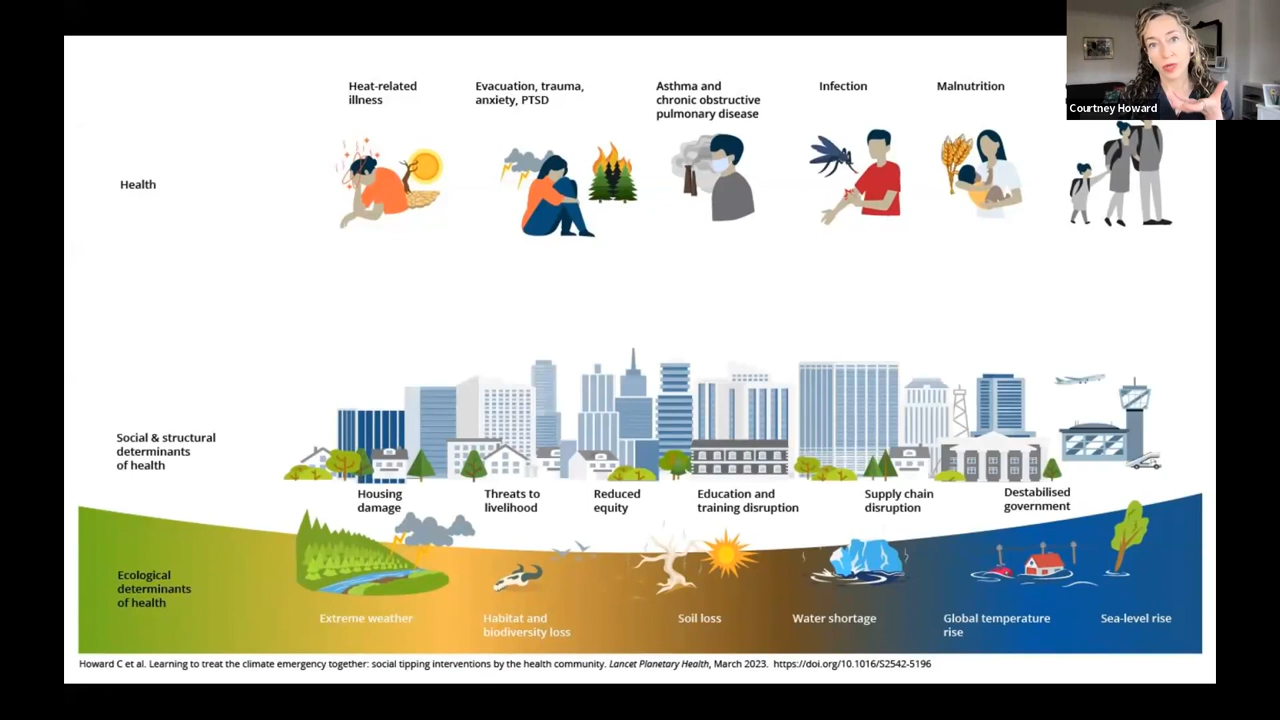 Courtney Howard
Heat-related
illness
Evacuation, trauma,
anxiety, PTSD
Asthma and
chronic obstructive
pulmonary disease
Infection
Malnutrition
Health
Social & structural
determinants
of health
Housing
damage
Threats to
livelihood
Reduced
equity
Education and
training disruption
Supply chain
disruption
Destabilised
government
Ecological
determinants
of health
Extreme weather
Habitat and
biodiversity loss
Soil loss
Water shortage
Global temperature
rise
Sea-level rise
Howard C et al. Learning to treat the climate emergency together: social tipping interventions by the health community. Lancet Planetary Health, March 2023. https://doi.org/10.1016/S2542-5196